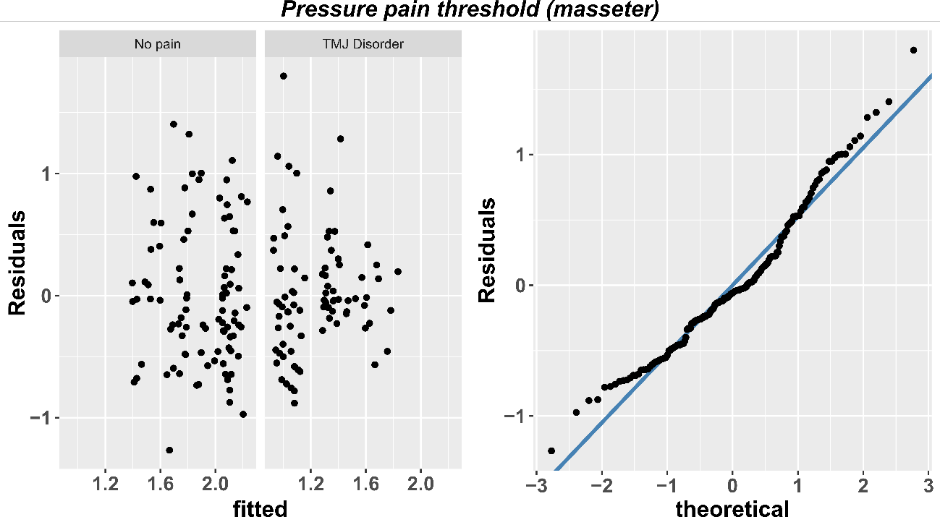 Pressure pain threshold (masseter)
No pain
TMJ Disorder
Residuals
1
0
−1
1.2 1.6 2.0
1.2 1.6 2.0
fitted
Residuals
1
0
−1
−3 −2 −1 0 1 2 3
theoretical